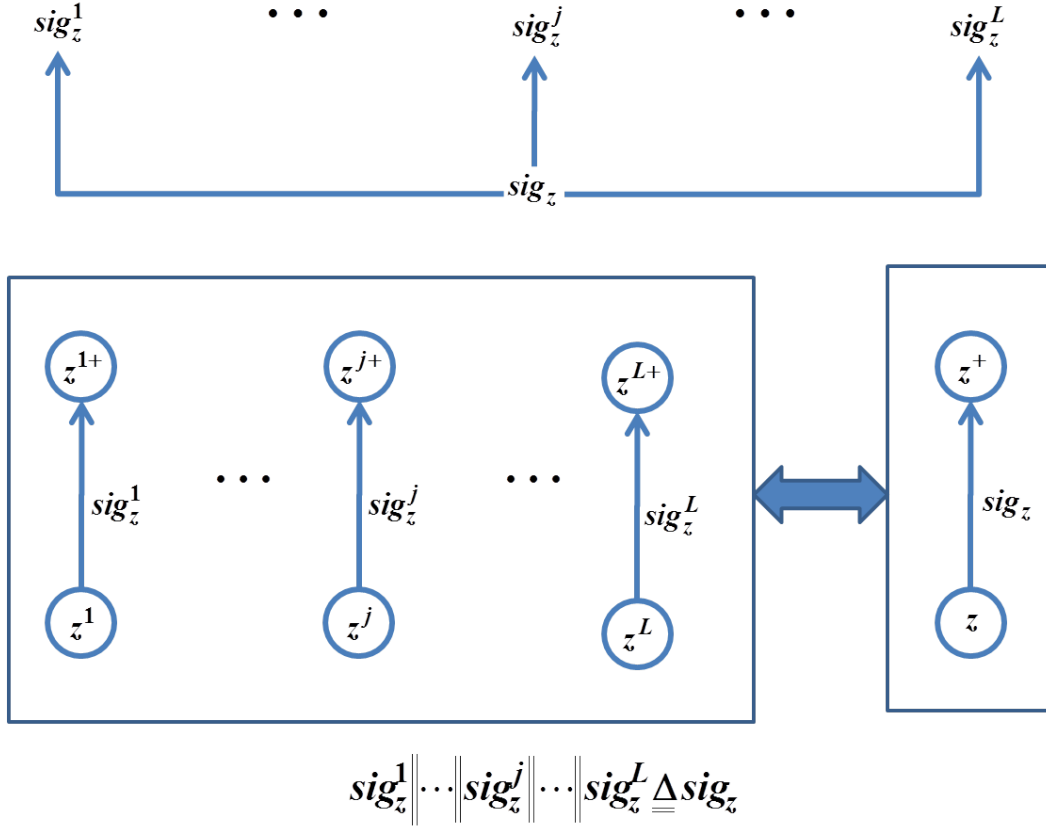 sig_z^1 • • • sig_z^j • • • sig_z^L
sig_z
z^{1+} z^{j+} z^{L+} z^+
sig_z^1 • • • sig_z^j • • • sig_z^L sig_z
z^1 z^j z^L z
sig_z^1 ‖ ⋯ ‖ sig_z^j ‖ ⋯ ‖ sig_z^L ≜ sig_z